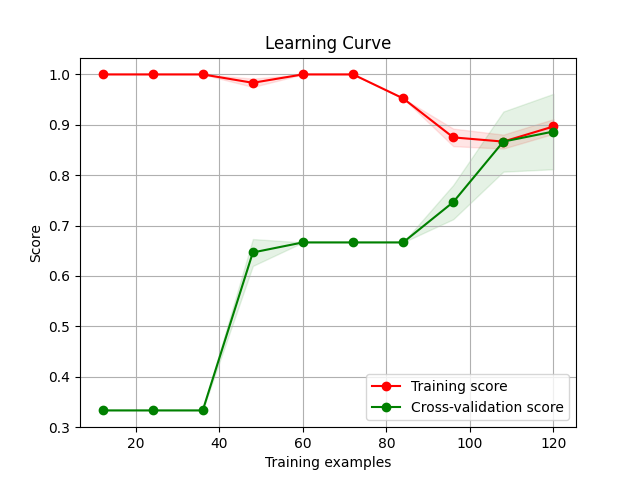 Learning Curve
1.0
0.9
0.8
0.7
0.6
0.5
0.4
0.3
Score
Training score
Cross-validation score
20 40 60 80 100 120
Training examples